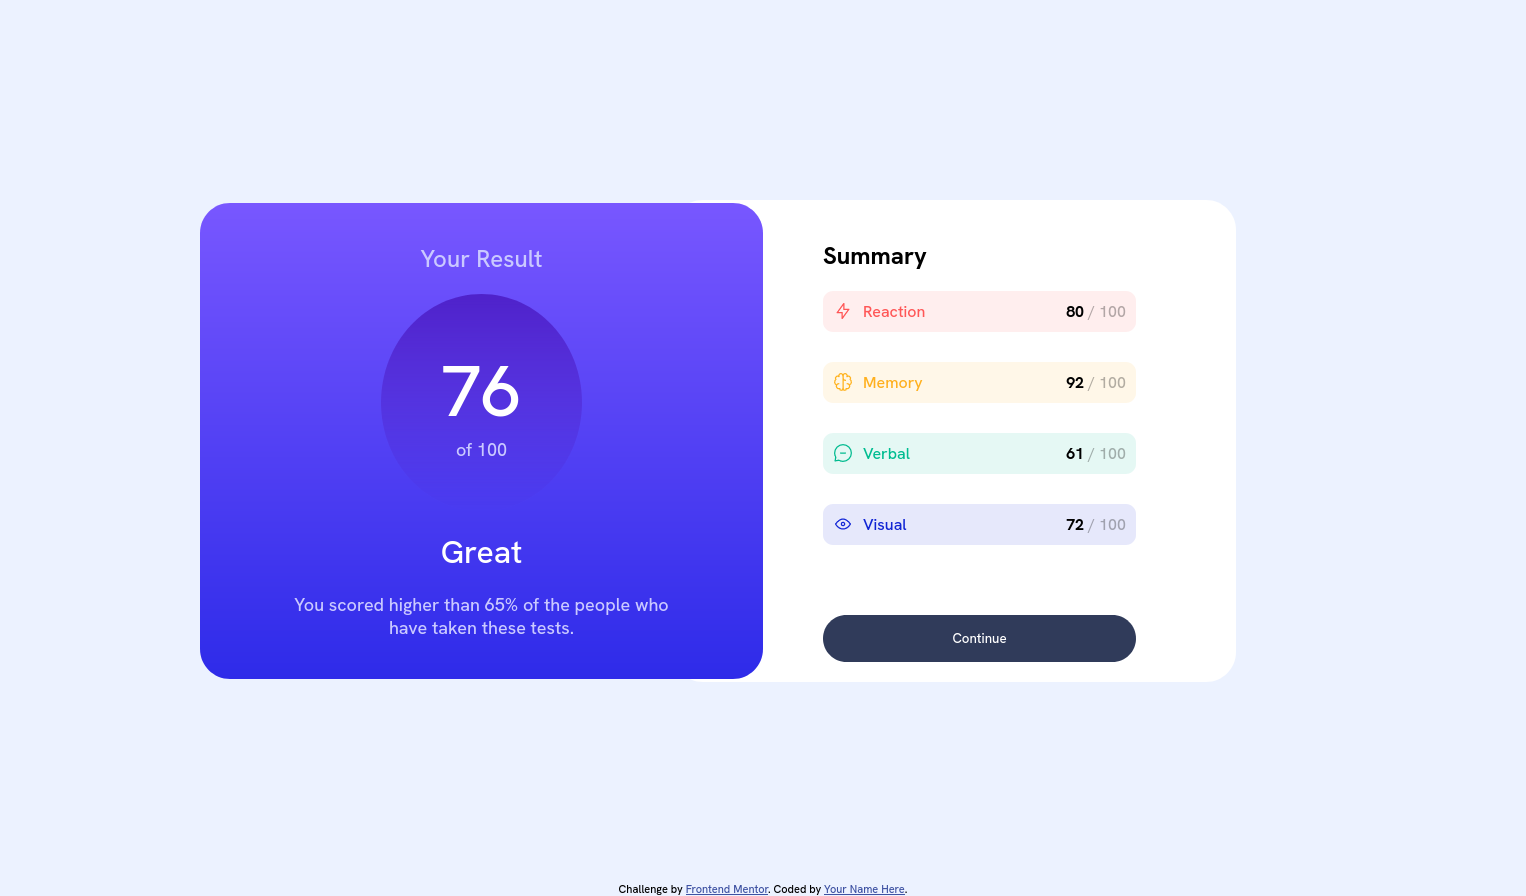 Your Result
76
of 100
Great
You scored higher than 65% of the people who
have taken these tests.
Summary
Reaction 80 / 100
Memory 92 / 100
Verbal 61 / 100
Visual 72 / 100
Continue
Challenge by Frontend Mentor. Coded by Your Name Here.